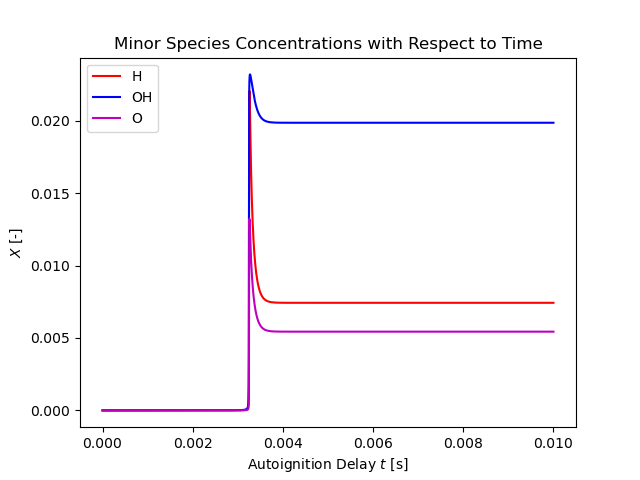 Minor Species Concentrations with Respect to Time
H
OH
O
0.020
0.015
0.010
0.005
0.000
X [-]
0.000 0.002 0.004 0.006 0.008 0.010
Autoignition Delay t [s]